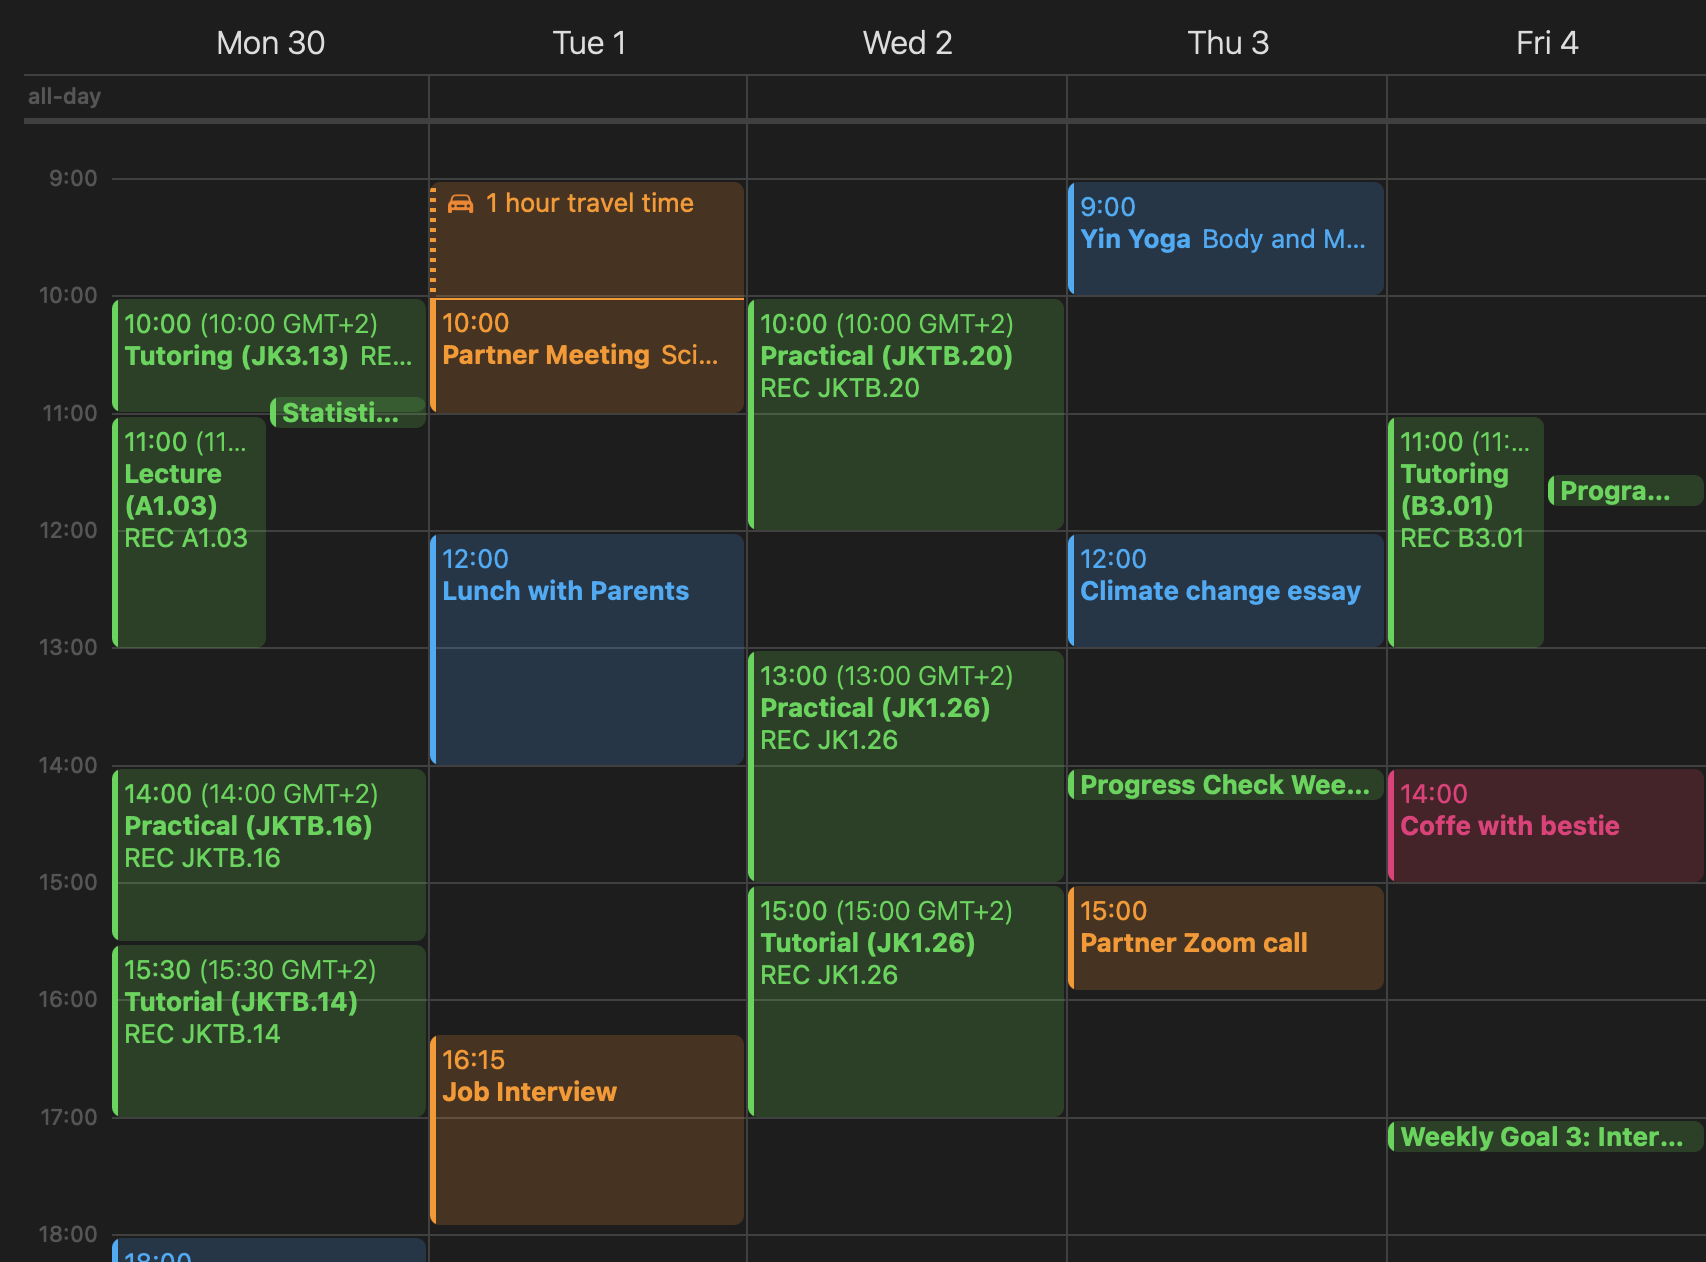 Mon 30
Tue 1
Wed 2
Thu 3
Fri 4
all-day
9:00
10:00
11:00
12:00
13:00
14:00
15:00
16:00
17:00
18:00
10:00 (10:00 GMT+2)
Tutoring (JK3.13) RE...
Statisti...
11:00 (11...
Lecture
(A1.03)
REC A1.03
14:00 (14:00 GMT+2)
Practical (JKTB.16)
REC JKTB.16
15:30 (15:30 GMT+2)
Tutorial (JKTB.14)
REC JKTB.14
18:00
1 hour travel time
10:00
Partner Meeting Sci...
12:00
Lunch with Parents
16:15
Job Interview
10:00 (10:00 GMT+2)
Practical (JKTB.20)
REC JKTB.20
13:00 (13:00 GMT+2)
Practical (JK1.26)
REC JK1.26
15:00 (15:00 GMT+2)
Tutorial (JK1.26)
REC JK1.26
9:00
Yin Yoga Body and M...
12:00
Climate change essay
Progress Check Wee...
15:00
Partner Zoom call
11:00 (11:...
Tutoring
(B3.01)
REC B3.01
Progra...
14:00
Coffe with bestie
Weekly Goal 3: Inter...